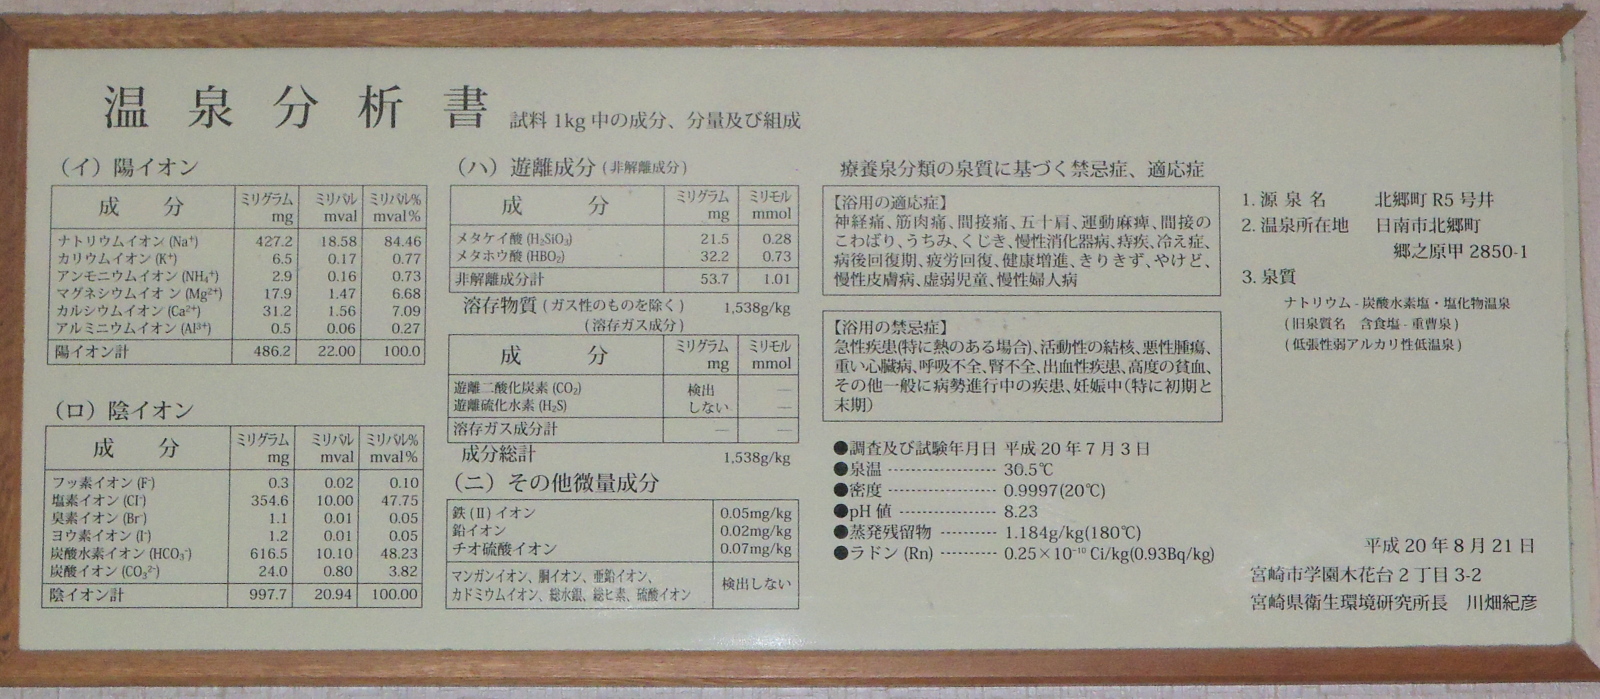 温泉分析書 試料1kg中の成分、分量及び組成
（イ）陽イオン
成 分 ミリグラム mg ミリバル mval ミリバル% mval%
ナトリウムイオン(Na⁺) 427.2 18.58 84.46
カリウムイオン(K⁺) 6.5 0.17 0.77
アンモニウムイオン(NH₄⁺) 2.9 0.16 0.73
マグネシウムイオン(Mg²⁺) 17.9 1.47 6.68
カルシウムイオン(Ca²⁺) 31.2 1.56 7.09
アルミニウムイオン(Al³⁺) 0.5 0.06 0.27
陽イオン計 486.2 22.00 100.0
（ロ）陰イオン
成 分 ミリグラム mg ミリバル mval ミリバル% mval%
フッ素イオン(F⁻) 0.3 0.02 0.10
塩素イオン(Cl⁻) 354.6 10.00 47.75
臭素イオン(Br⁻) 1.1 0.01 0.05
ヨウ素イオン(I⁻) 1.2 0.01 0.05
炭酸水素イオン(HCO₃⁻) 616.5 10.10 48.23
炭酸イオン(CO₃²⁻) 24.0 0.80 3.82
陰イオン計 997.7 20.94 100.00
（ハ）遊離成分(非解離成分)
成 分 ミリグラム mg ミリモル mmol
メタケイ酸(H₂SiO₃) 21.5 0.28
メタホウ酸(HBO₂) 32.2 0.73
非解離成分計 53.7 1.01
溶存物質(ガス性のものを除く) 1,538g/kg
(溶存ガス成分)
成 分 ミリグラム mg ミリモル mmol
遊離二酸化炭素(CO₂) 検出 —
遊離硫化水素(H₂S) しない —
溶存ガス成分計 — —
成分総計 1,538g/kg
（ニ）その他微量成分
鉄(Ⅱ)イオン 0.05mg/kg
鉛イオン 0.02mg/kg
チオ硫酸イオン 0.07mg/kg
マンガンイオン、銅イオン、亜鉛イオン、
カドミウムイオン、総水銀、総ヒ素、硫酸イオン 検出しない
療養泉分類の泉質に基づく禁忌症、適応症
【浴用の適応症】
神経痛、筋肉痛、間接痛、五十肩、運動麻痺、間接の
こわばり、うちみ、くじき、慢性消化器病、痔疾、冷え症、
病後回復期、疲労回復、健康増進、きりきず、やけど、
慢性皮膚病、虚弱児童、慢性婦人病
【浴用の禁忌症】
急性疾患(特に熱のある場合)、活動性の結核、悪性腫瘍、
重い心臓病、呼吸不全、腎不全、出血性疾患、高度の貧血、
その他一般に病勢進行中の疾患、妊娠中(特に初期と
末期)
●調査及び試験年月日 平成20年7月3日
●泉温 ---------------- 30.5℃
●密度 ---------------- 0.9997(20℃)
●pH値 --------------- 8.23
●蒸発残留物 --------- 1.184g/kg(180℃)
●ラドン(Rn) --------- 0.25×10⁻¹⁰Ci/kg(0.93Bq/kg)
1.源泉名 北郷町R5号井
2.温泉所在地 日南市北郷町
郷之原甲2850-1
3.泉質
ナトリウム-炭酸水素塩・塩化物温泉
(旧泉質名 含食塩-重曹泉)
(低張性弱アルカリ性低温泉)
平成20年8月21日
宮崎市学園木花台2丁目3-2
宮崎県衛生環境研究所長 川畑紀彦